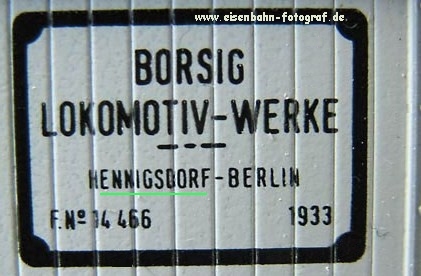 www.eisenbahn-fotograf.de
BORSIG
LOKOMOTIV-WERKE
HENNIGSDORF-BERLIN
F.Nº 14 466 1933